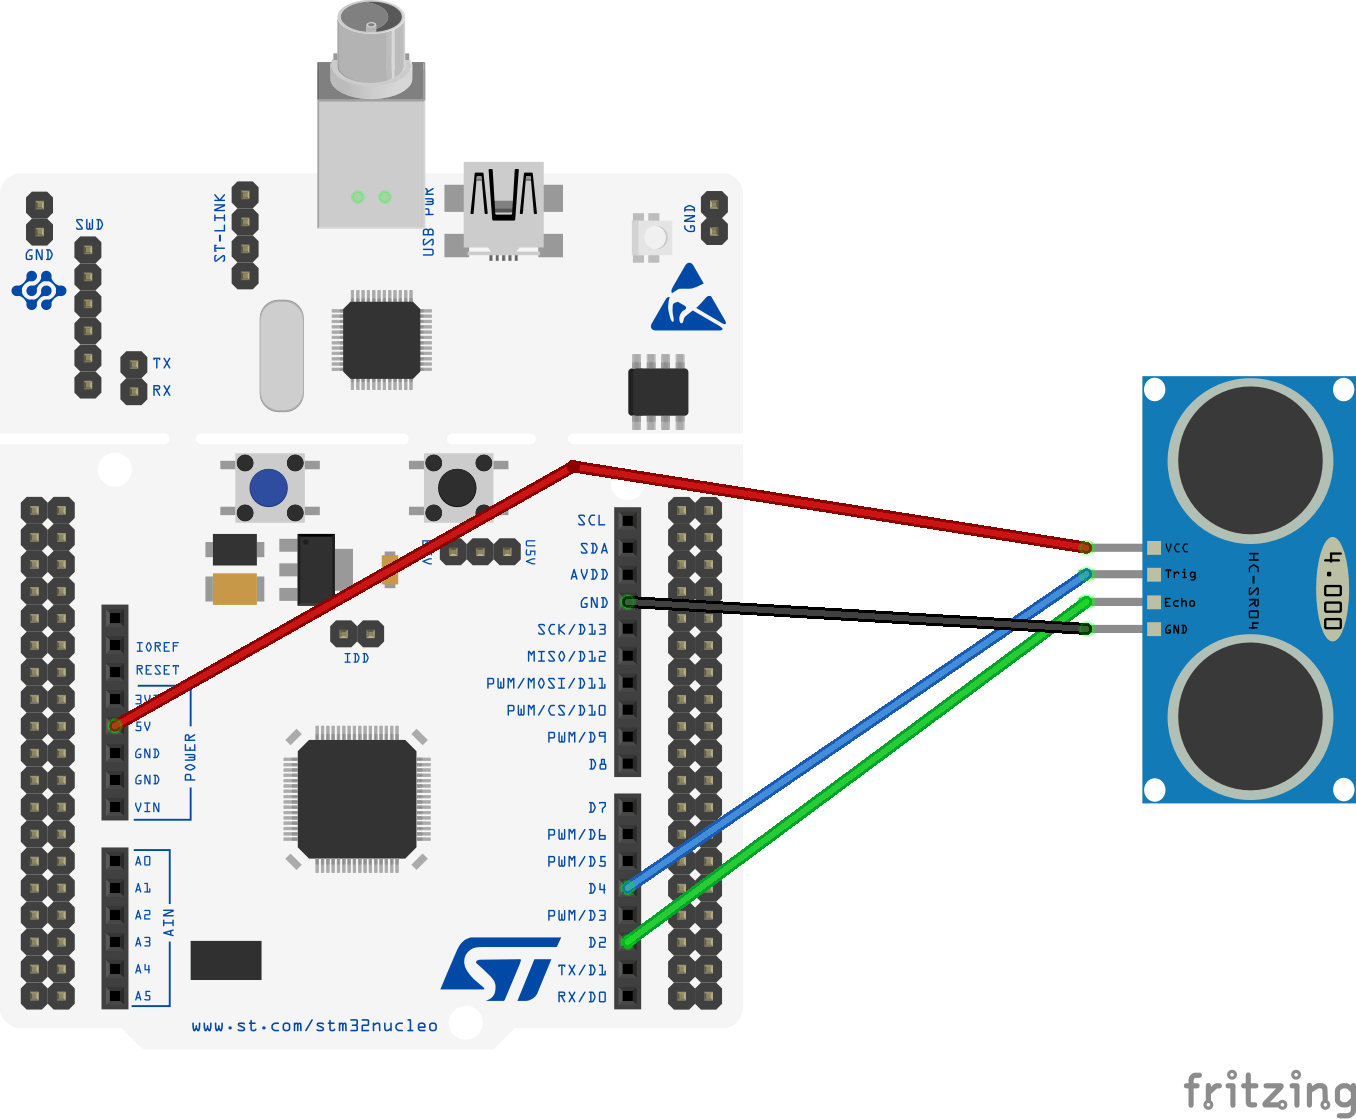 USB PWR
ST-LINK
GND
SWD
GND
TX
RX
SCL
U5V
SDA
AVDD
GND
SCK/D13
IOREF
MISO/D12
IDD
RESET
PWM/MOSI/D11
PWM/CS/D10
5V
PWM/D9
GND
POWER
D8
GND
VIN
D7
PWM/D6
A0
PWM/D5
A1
D4
A2
PWM/D3
AIN
A3
D2
A4
TX/D1
A5
RX/D0
ST
www.st.com/stm32nucleo
VCC
Trig
Echo
GND
HC-SR04
4.000
fritzing